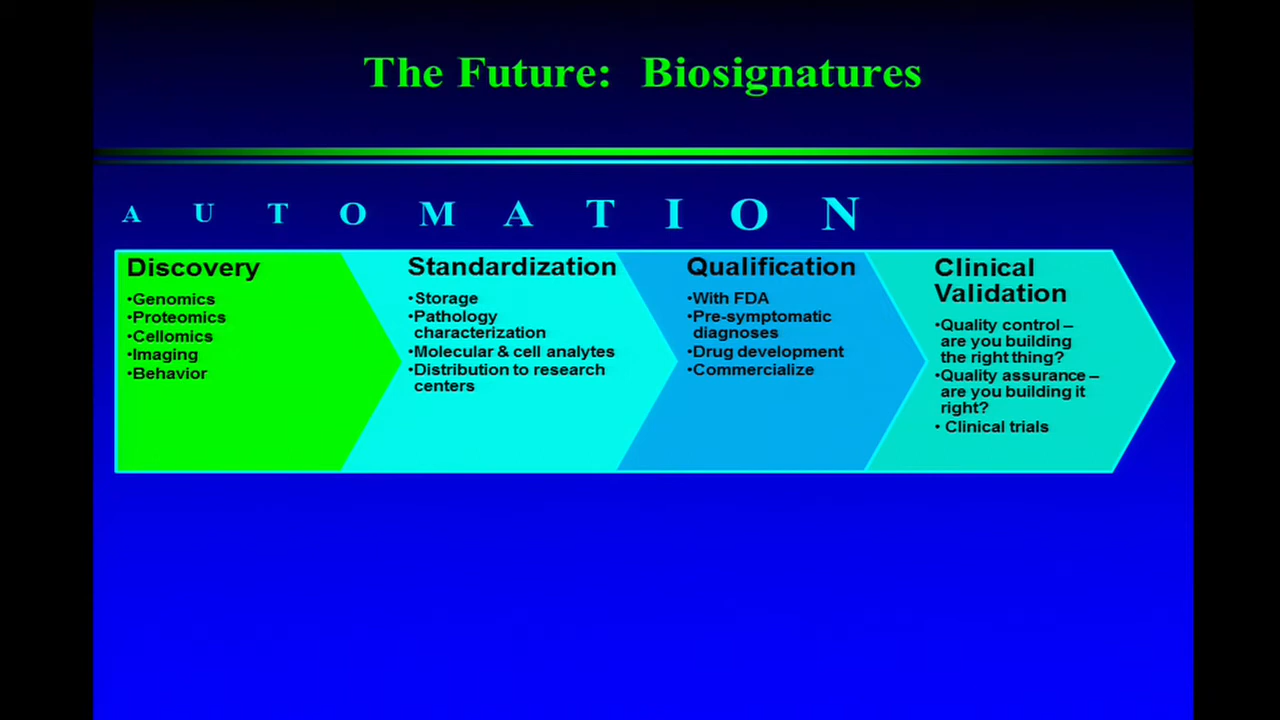 The Future: Biosignatures
A U T O M A T I O N
Discovery
•Genomics
•Proteomics
•Cellomics
•Imaging
•Behavior
Standardization
•Storage
•Pathology
characterization
•Molecular & cell analytes
•Distribution to research
centers
Qualification
•With FDA
•Pre-symptomatic
diagnoses
•Drug development
•Commercialize
Clinical
Validation
•Quality control –
are you building
the right thing?
•Quality assurance –
are you building it
right?
• Clinical trials